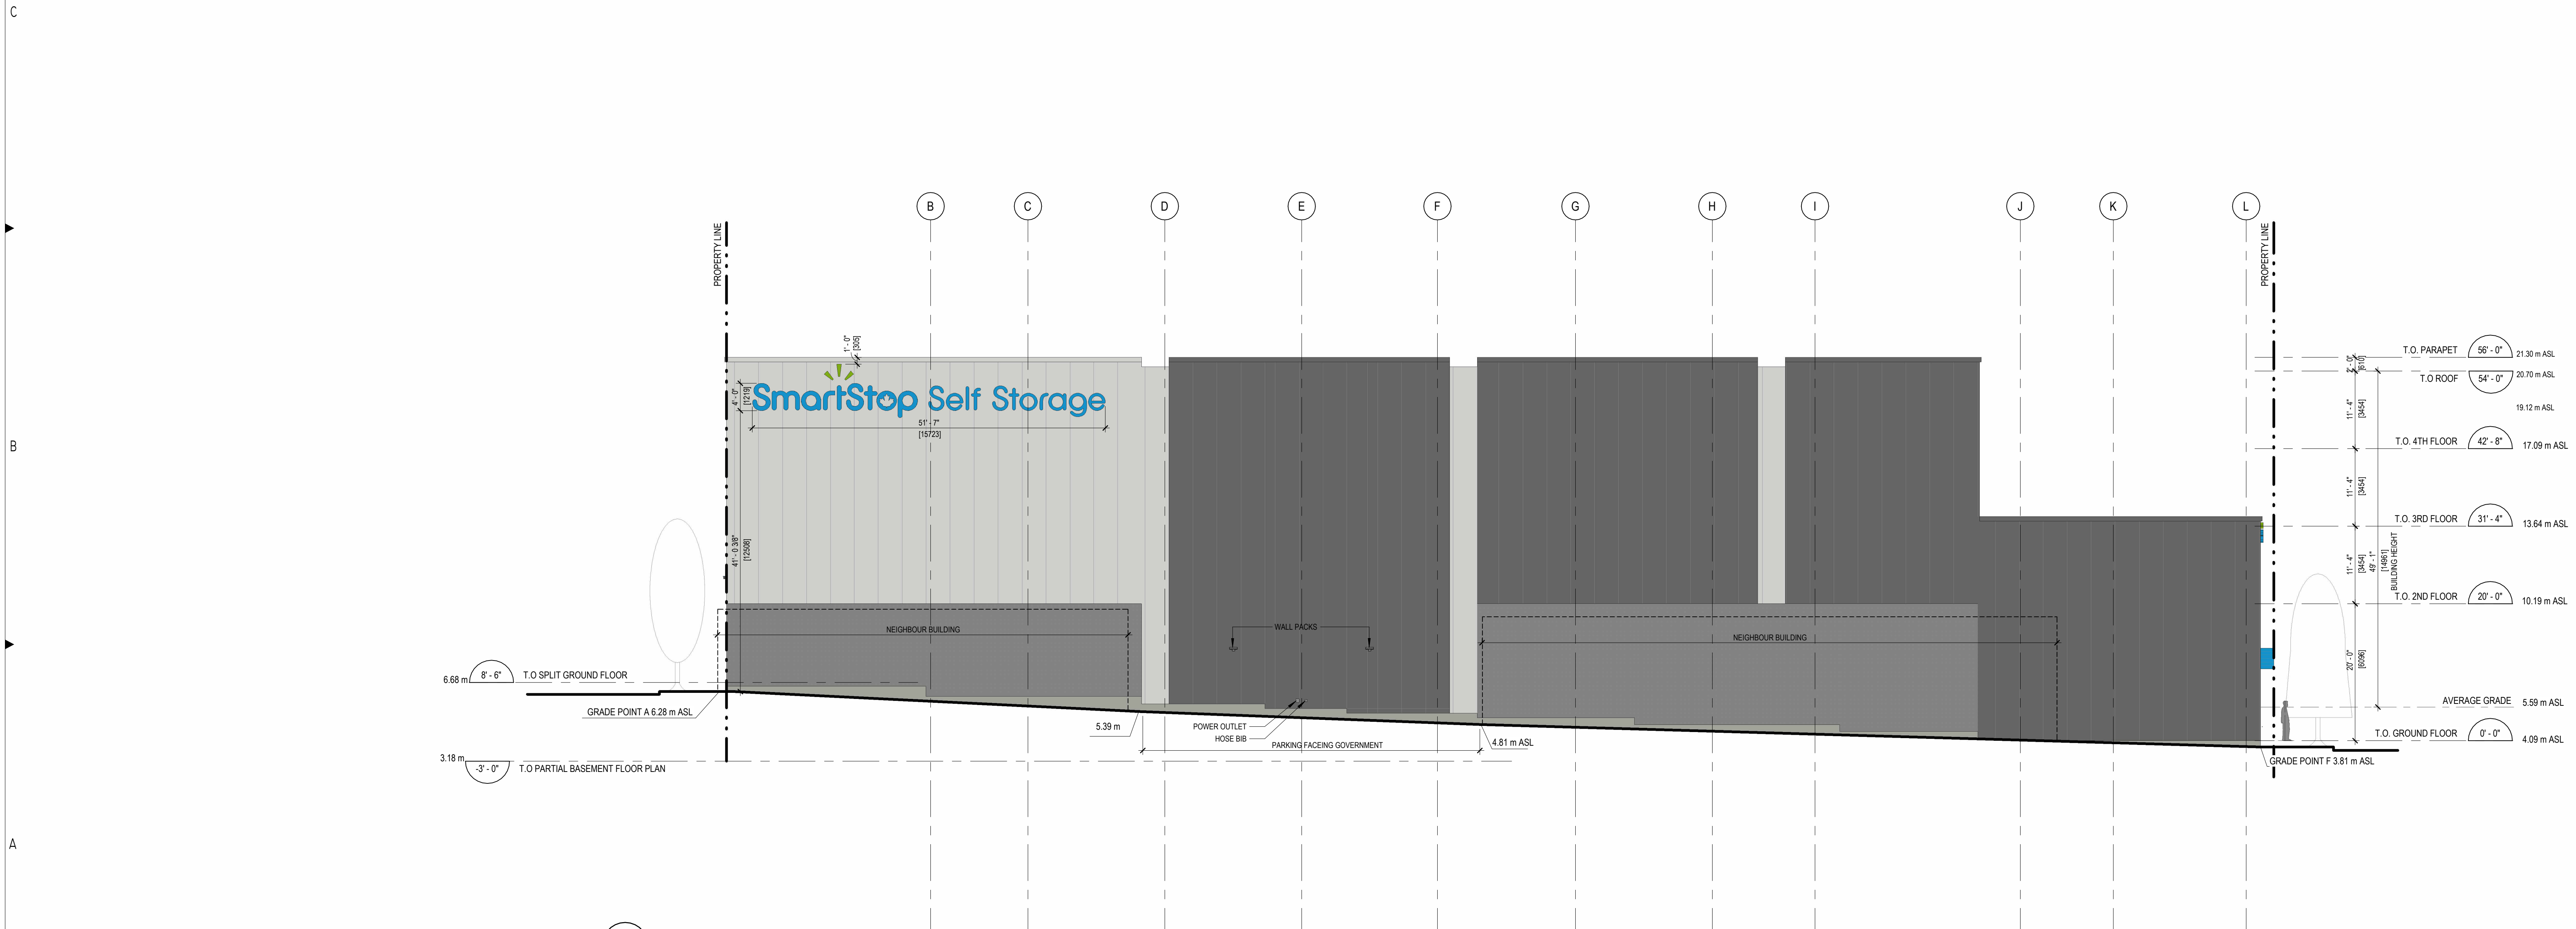 C
B
A
B
C
D
E
F
G
H
I
J
K
L
PROPERTY LINE
PROPERTY LINE
1' - 0"
[305]
4' - 0"
[1219]
SmartStop Self Storage
51' - 7"
[15723]
41' - 0 3/8"
[12508]
NEIGHBOUR BUILDING
WALL PACKS
NEIGHBOUR BUILDING
6.68 m
8' - 6"
T.O SPLIT GROUND FLOOR
GRADE POINT A 6.28 m ASL
5.39 m
POWER OUTLET
HOSE BIB
PARKING FACEING GOVERNMENT
4.81 m ASL
3.18 m
-3' - 0"
T.O PARTIAL BASEMENT FLOOR PLAN
T.O. PARAPET
56' - 0"
21.30 m ASL
T.O ROOF
54' - 0"
20.70 m ASL
19.12 m ASL
T.O. 4TH FLOOR
42' - 8"
17.09 m ASL
T.O. 3RD FLOOR
31' - 4"
13.64 m ASL
T.O. 2ND FLOOR
20' - 0"
10.19 m ASL
AVERAGE GRADE
5.59 m ASL
T.O. GROUND FLOOR
0' - 0"
4.09 m ASL
GRADE POINT F 3.81 m ASL
2' - 0"
[610]
11' - 4"
[3454]
11' - 4"
[3454]
11' - 4"
[3454]
20' - 0"
[6096]
49' - 1"
[14961]
BUILDING HEIGHT